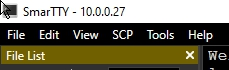 SmarTTY - 10.0.0.27
File Edit View SCP Tools Help
File List ✕ We